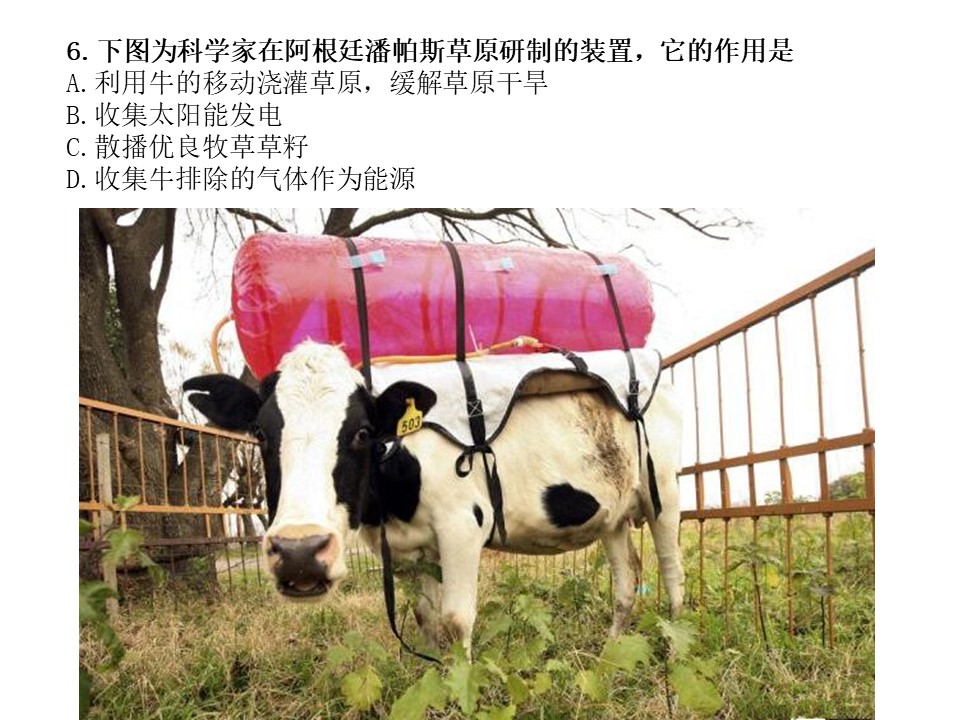 6.下图为科学家在阿根廷潘帕斯草原研制的装置，它的作用是
A.利用牛的移动浇灌草原，缓解草原干旱
B.收集太阳能发电
C.散播优良牧草草籽
D.收集牛排除的气体作为能源
503